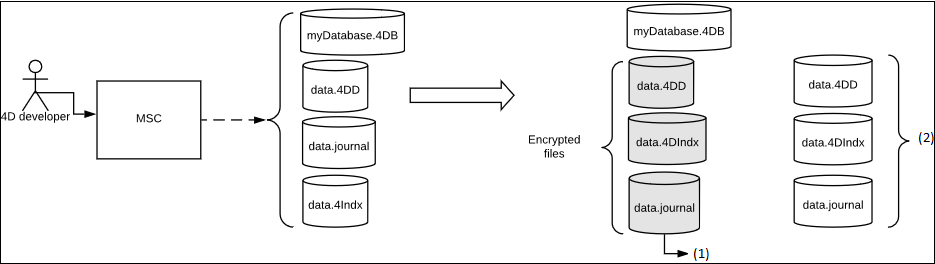 4D developer
MSC
myDatabase.4DB
data.4DD
data.journal
data.4Indx
Encrypted
files
myDatabase.4DB
data.4DD
data.4DIndx
data.journal
(1)
data.4DD
data.4DIndx
data.journal
(2)